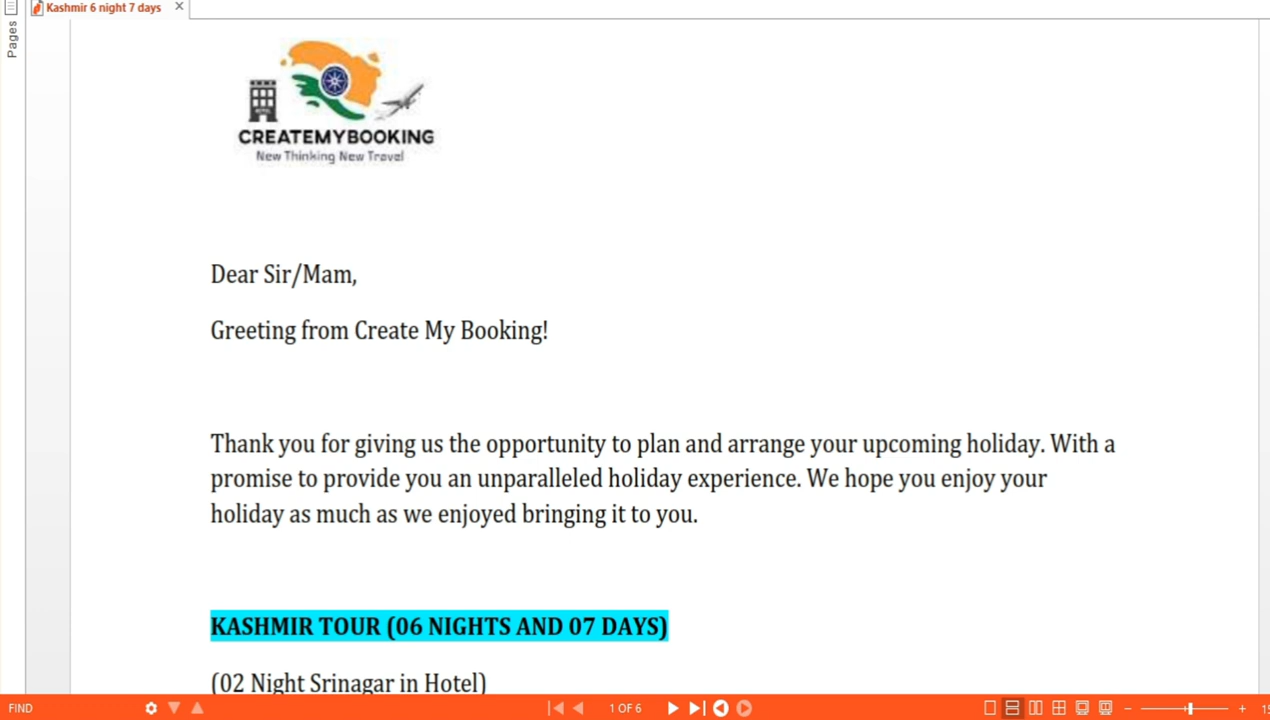 Kashmir 6 night 7 days
Pages
CREATEMYBOOKING
New Thinking New Travel
Dear Sir/Mam,
Greeting from Create My Booking!
Thank you for giving us the opportunity to plan and arrange your upcoming holiday. With a
promise to provide you an unparalleled holiday experience. We hope you enjoy your
holiday as much as we enjoyed bringing it to you.
KASHMIR TOUR (06 NIGHTS AND 07 DAYS)
(02 Night Srinagar in Hotel)
FIND
1 OF 6